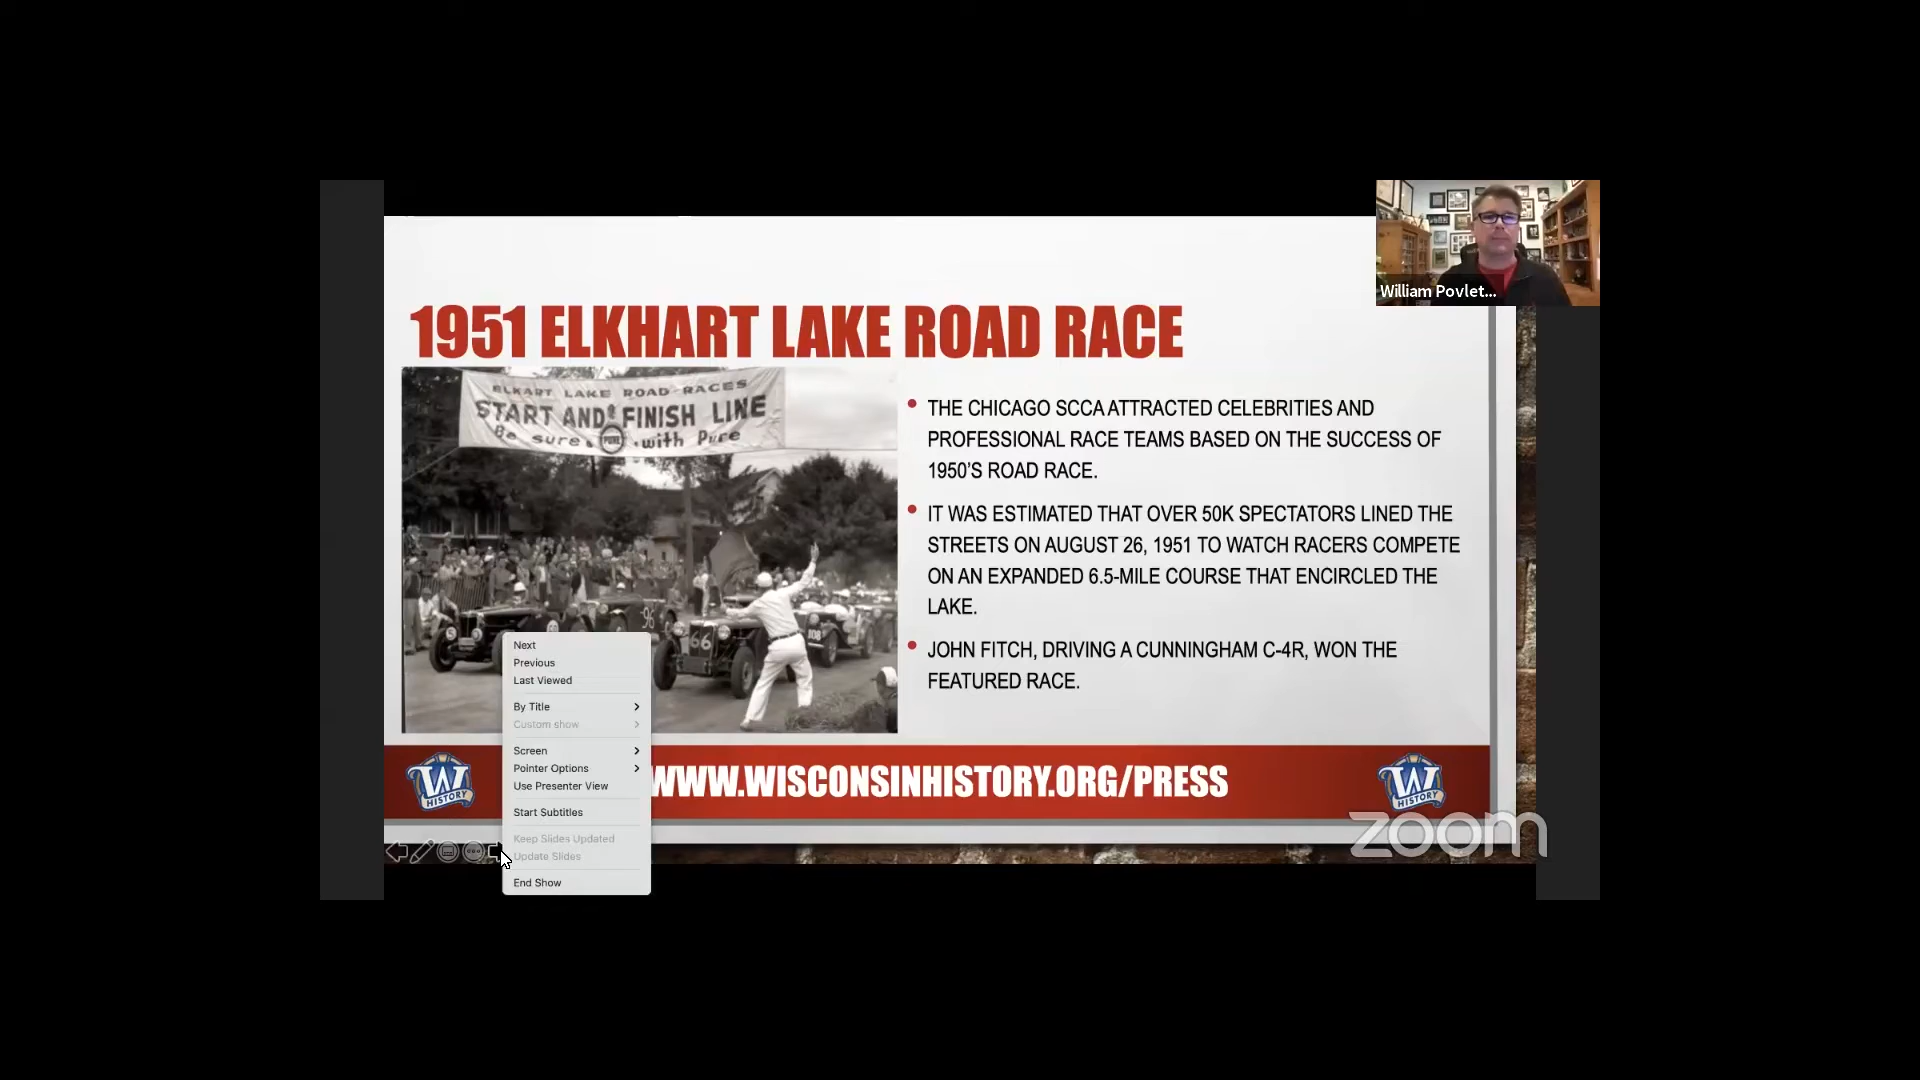 William Povlet...
1951 ELKHART LAKE ROAD RACE
ELKART LAKE ROAD RACES
START AND FINISH LINE
Be sure PURE with Pure
5
96
66
108
• THE CHICAGO SCCA ATTRACTED CELEBRITIES AND
PROFESSIONAL RACE TEAMS BASED ON THE SUCCESS OF
1950'S ROAD RACE.
• IT WAS ESTIMATED THAT OVER 50K SPECTATORS LINED THE
STREETS ON AUGUST 26, 1951 TO WATCH RACERS COMPETE
ON AN EXPANDED 6.5-MILE COURSE THAT ENCIRCLED THE
LAKE.
• JOHN FITCH, DRIVING A CUNNINGHAM C-4R, WON THE
FEATURED RACE.
Next
Previous
Last Viewed
By Title
Custom show
Screen
Pointer Options
Use Presenter View
Start Subtitles
Keep Slides Updated
Update Slides
End Show
W
HISTORY
WWW.WISCONSINHISTORY.ORG/PRESS
W
HISTORY
zoom